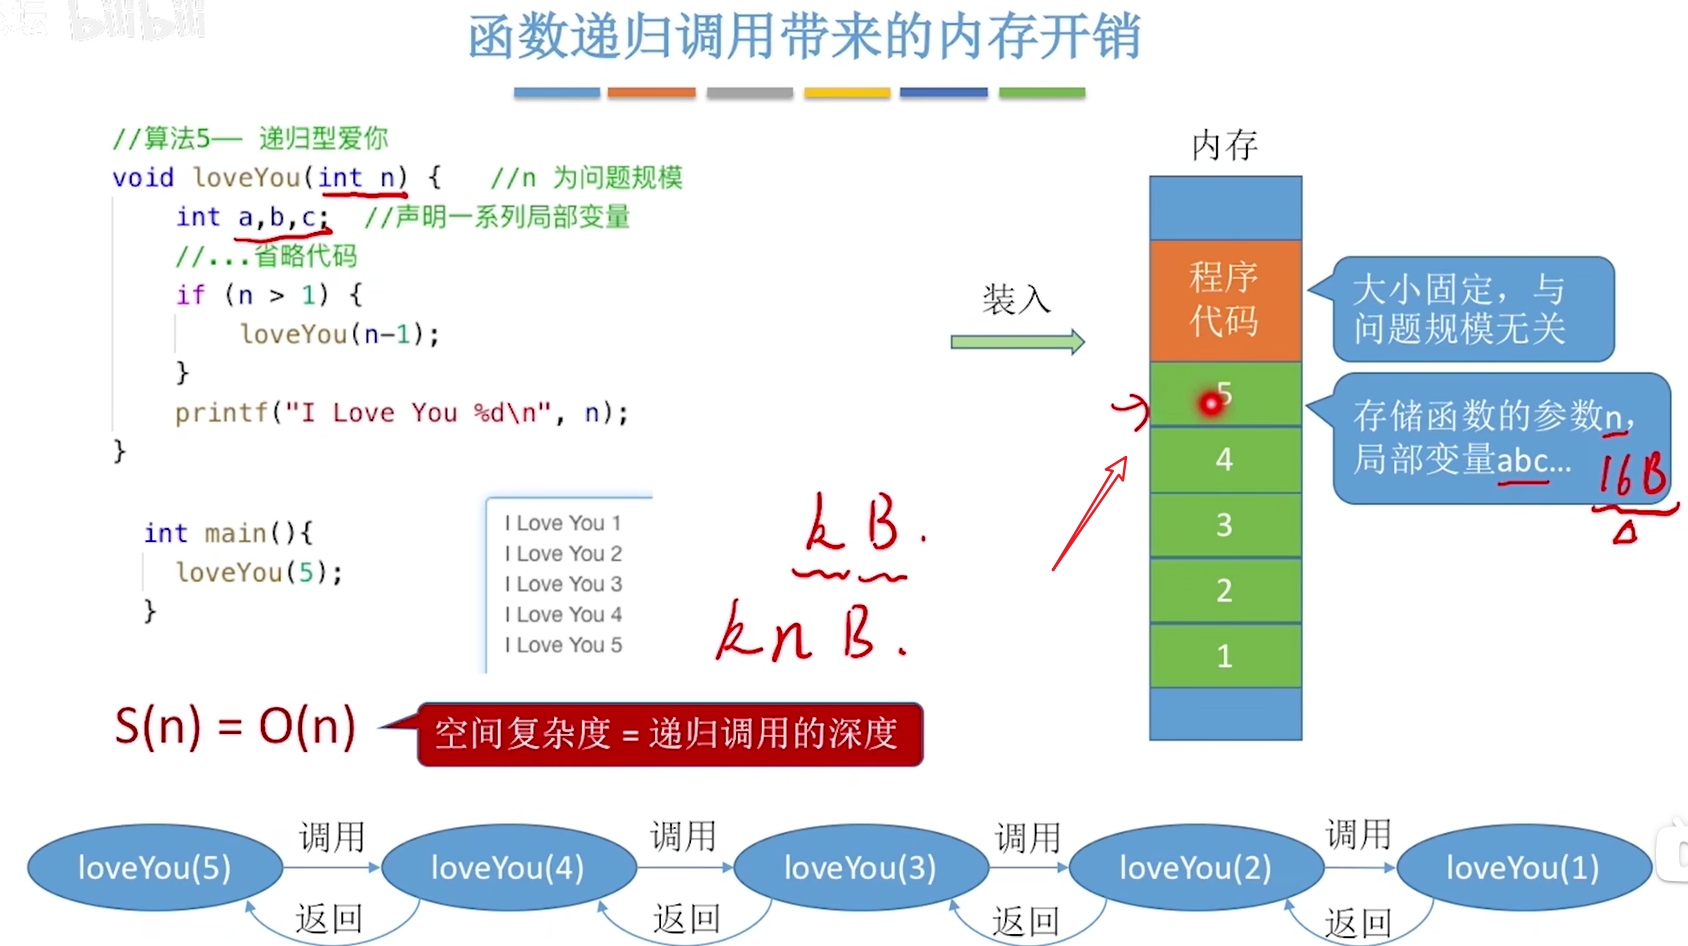 bilibili
函数递归调用带来的内存开销
//算法5—— 递归型爱你
void loveYou(int n) {   //n 为问题规模
int a,b,c;  //声明一系列局部变量
//...省略代码
if (n > 1) {
loveYou(n-1);
}
printf("I Love You %d\n", n);
}
int main(){
loveYou(5);
}
I Love You 1
I Love You 2
I Love You 3
I Love You 4
I Love You 5
kB.
knB.
装入
内存
程序
代码
5
4
3
2
1
大小固定，与
问题规模无关
存储函数的参数n，
局部变量abc...
16B
S(n) = O(n)
空间复杂度 = 递归调用的深度
loveYou(5)
调用
loveYou(4)
调用
loveYou(3)
调用
loveYou(2)
调用
loveYou(1)
返回
返回
返回
返回